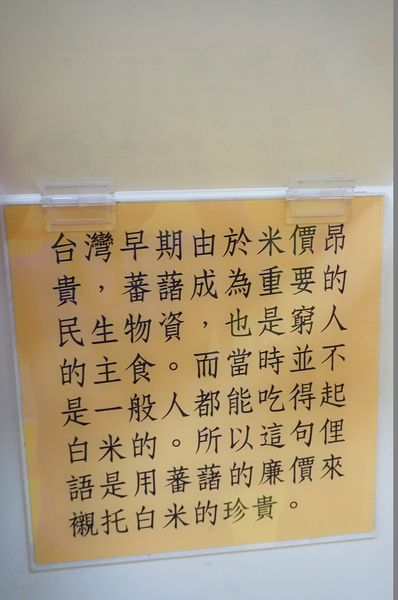 台灣早期由於米價昂
貴，蕃藷成為重要的
民生物資，也是窮人
的主食。而當時並不
是一般人都能吃得起
白米的。所以這句俚
語是用蕃藷的廉價來
襯托白米的珍貴。